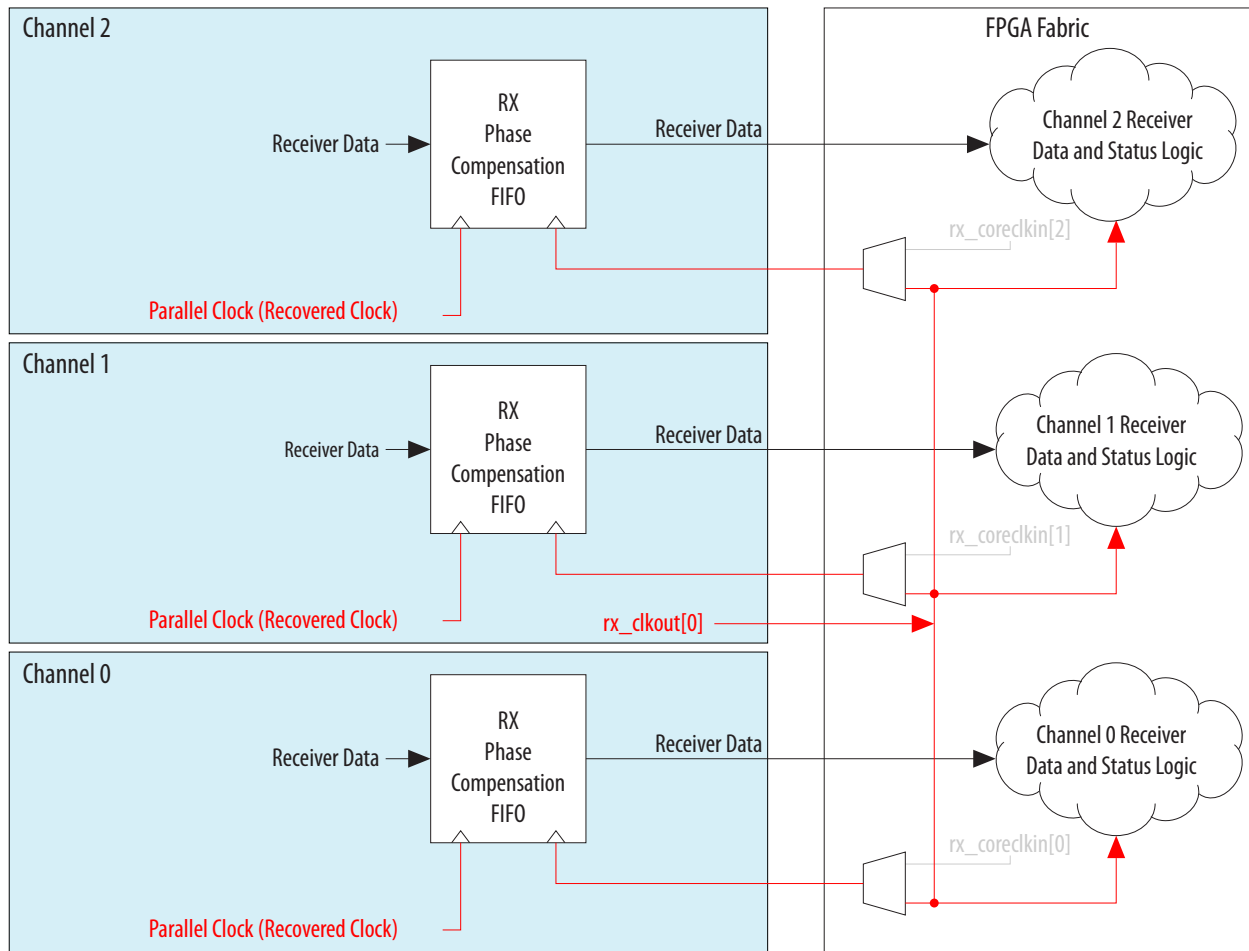 Channel 2
FPGA Fabric
RX
Phase
Compensation
FIFO
Receiver Data
Receiver Data
Channel 2 Receiver
Data and Status Logic
rx_coreclkin[2]
Parallel Clock (Recovered Clock)
Channel 1
RX
Phase
Compensation
FIFO
Receiver Data
Receiver Data
Channel 1 Receiver
Data and Status Logic
rx_coreclkin[1]
Parallel Clock (Recovered Clock)
rx_clkout[0]
Channel 0
RX
Phase
Compensation
FIFO
Receiver Data
Receiver Data
Channel 0 Receiver
Data and Status Logic
rx_coreclkin[0]
Parallel Clock (Recovered Clock)